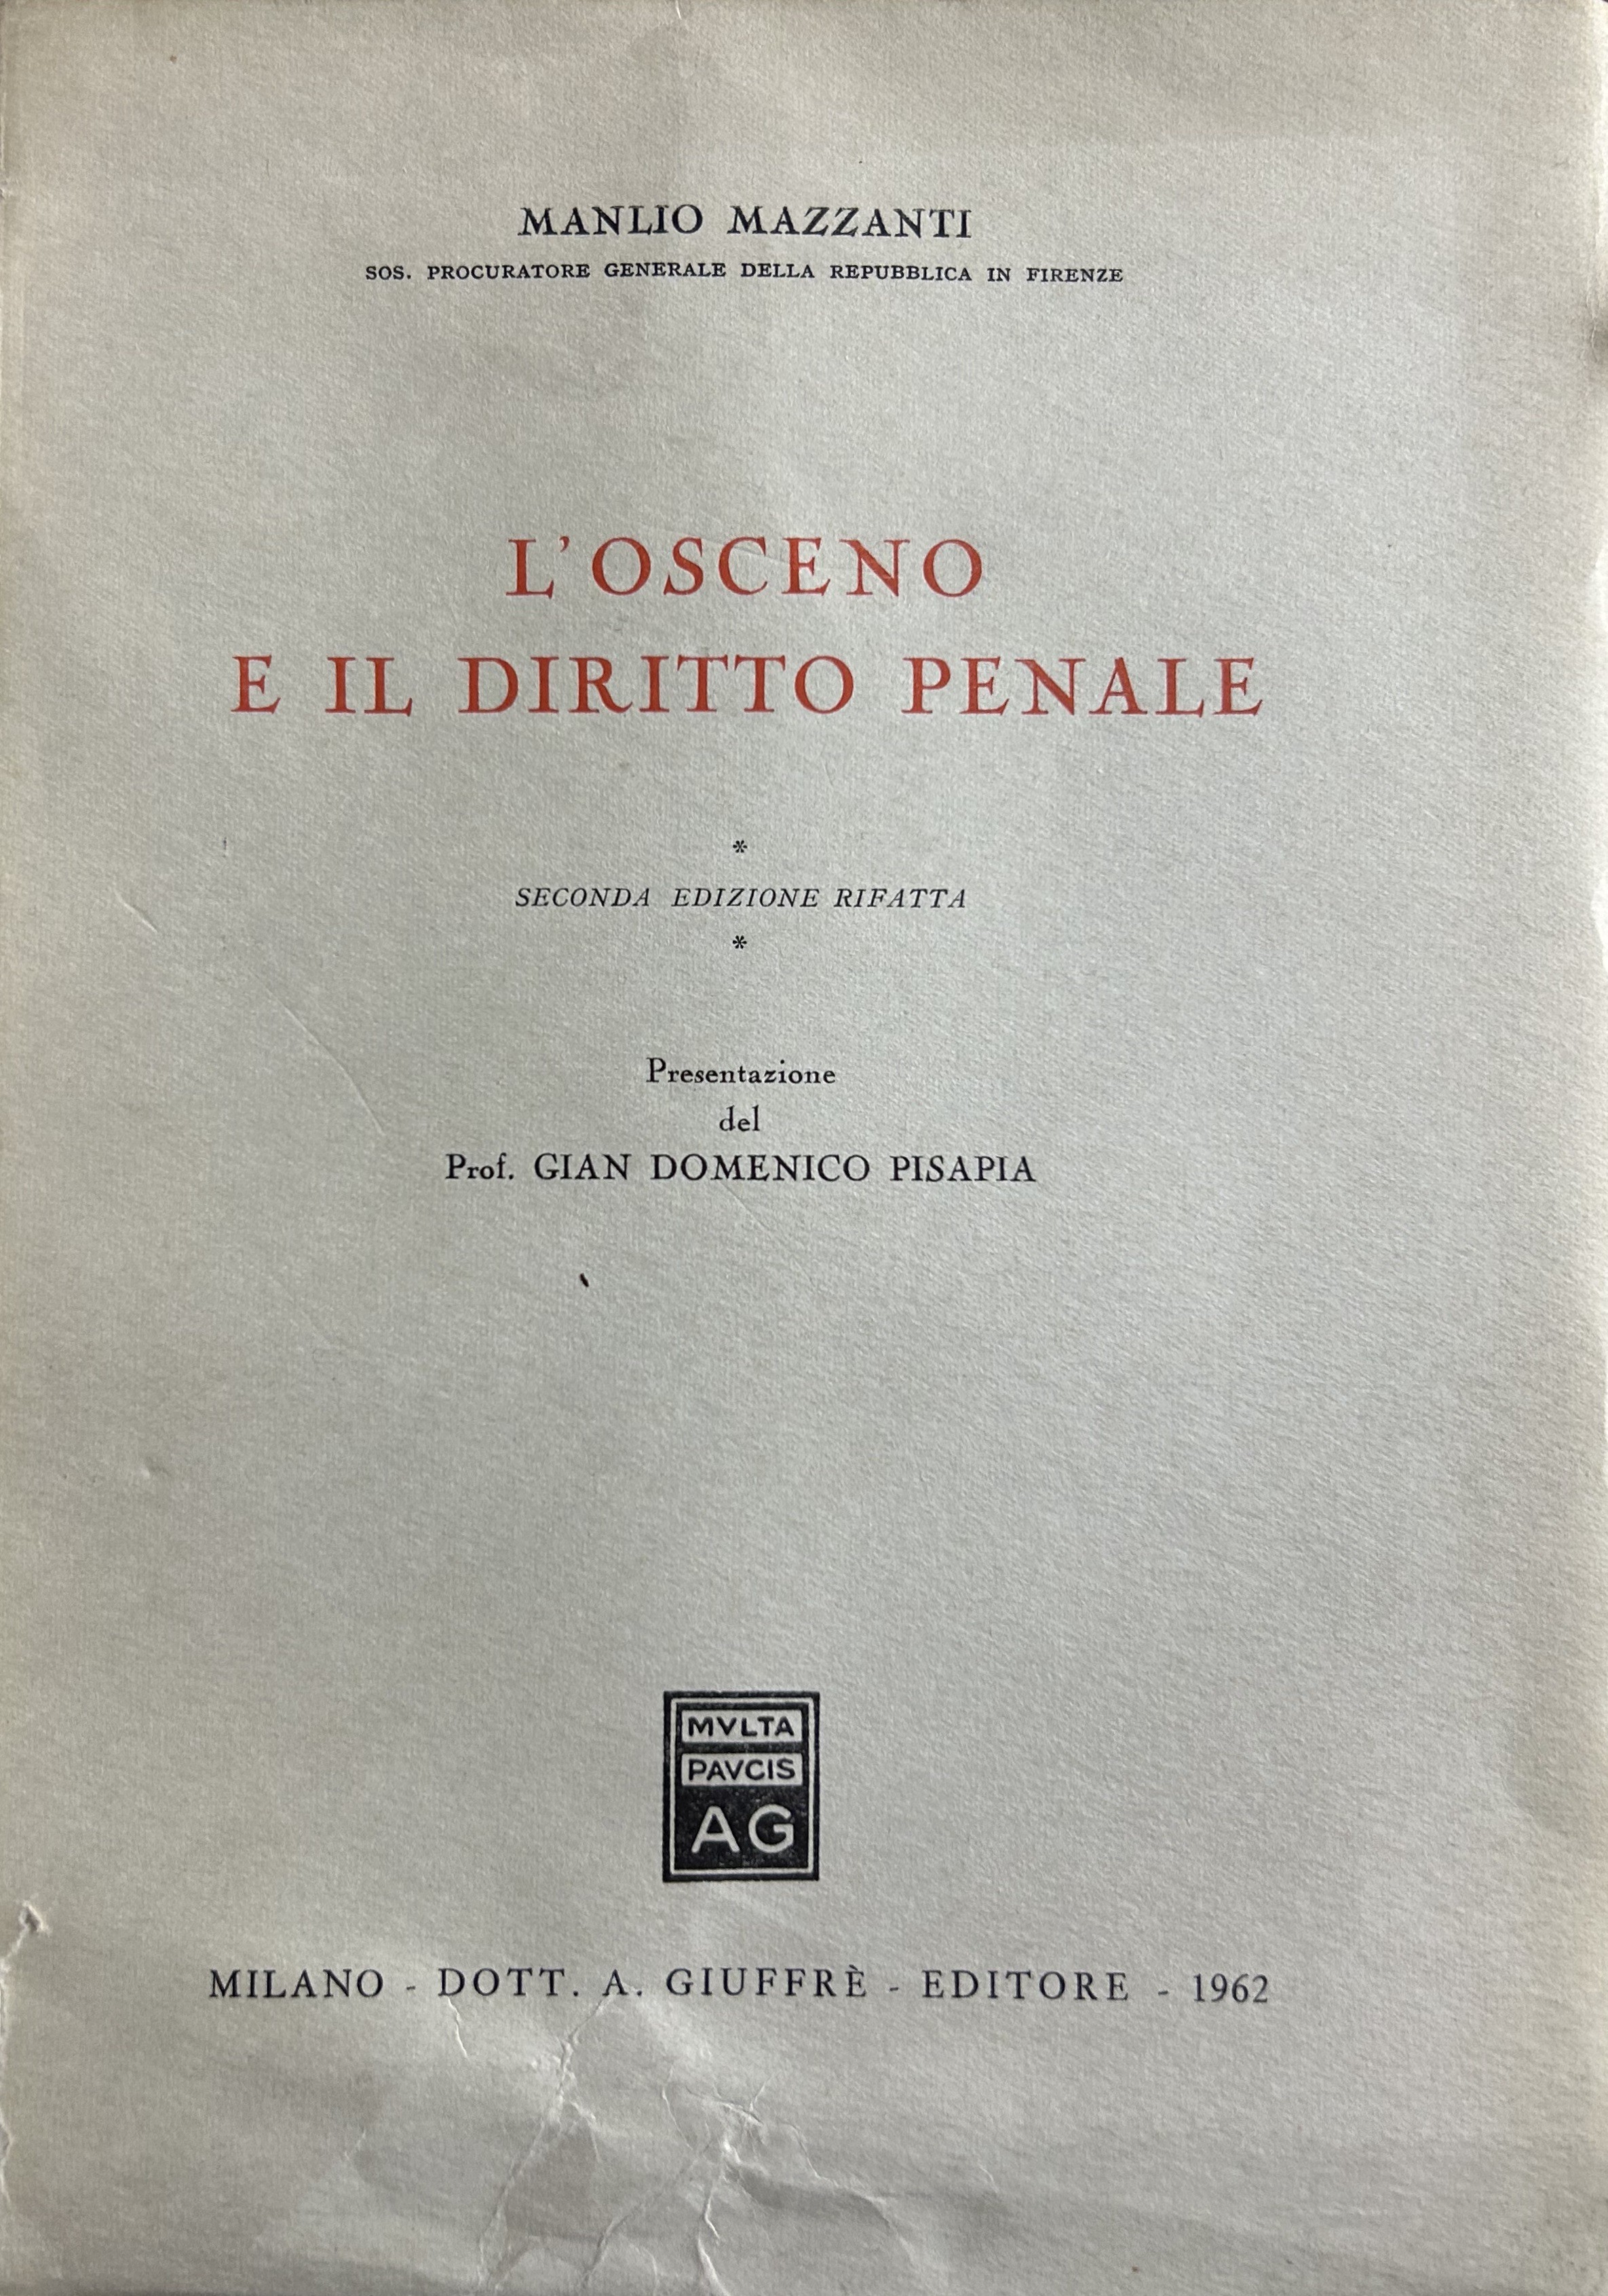 MANLIO MAZZANTI
SOS. PROCURATORE GENERALE DELLA REPUBBLICA IN FIRENZE
L'OSCENO
E IL DIRITTO PENALE
*
SECONDA EDIZIONE RIFATTA
*
Presentazione
del
Prof. GIAN DOMENICO PISAPIA
MVLTA
PAVCIS
AG
MILANO - DOTT. A. GIUFFRÈ - EDITORE - 1962